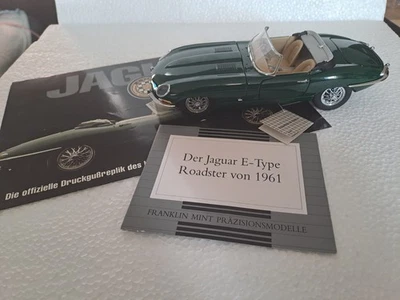 JAG
Die offizielle Druckgußreplik des
Der Jaguar E-Type
Roadster von 1961
FRANKLIN MINT PRÄZISIONSMODELLE